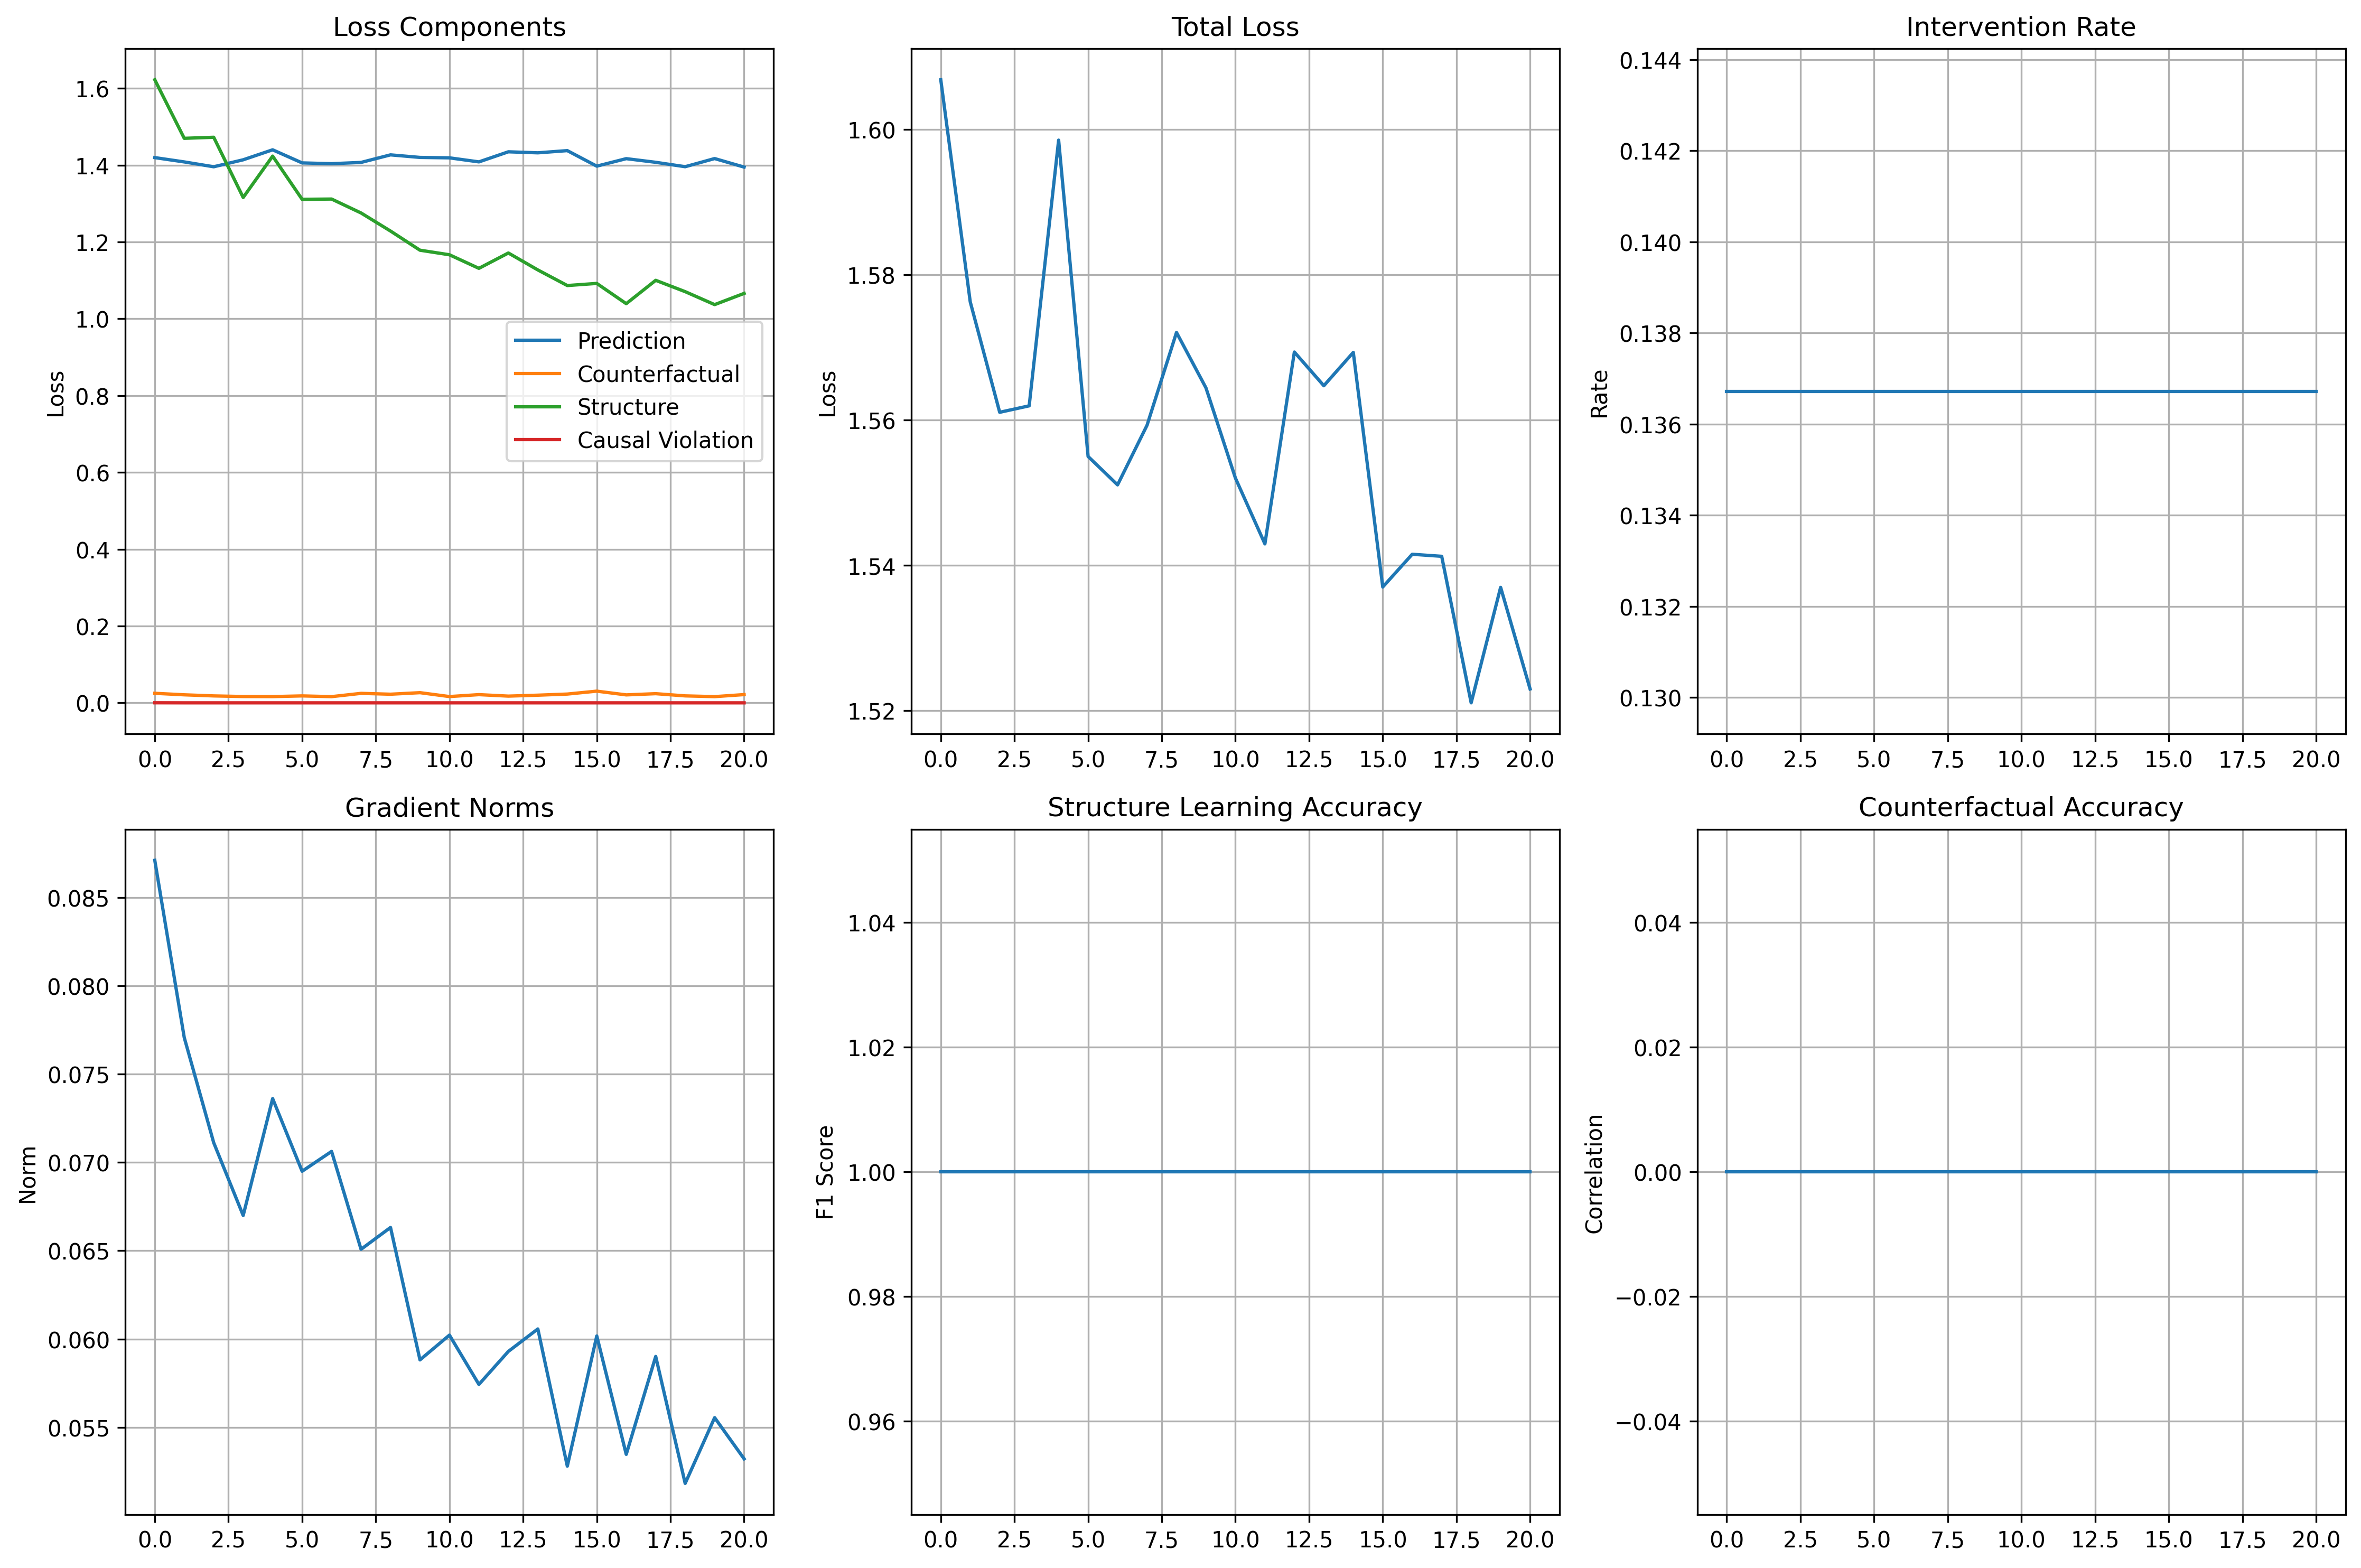 Loss Components
Loss
1.6
1.4
1.2
1.0
0.8
0.6
0.4
0.2
0.0
Prediction
Counterfactual
Structure
Causal Violation
0.0 2.5 5.0 7.5 10.0 12.5 15.0 17.5 20.0
Total Loss
Loss
1.60
1.58
1.56
1.54
1.52
0.0 2.5 5.0 7.5 10.0 12.5 15.0 17.5 20.0
Intervention Rate
Rate
0.144
0.142
0.140
0.138
0.136
0.134
0.132
0.130
0.0 2.5 5.0 7.5 10.0 12.5 15.0 17.5 20.0
Gradient Norms
Norm
0.085
0.080
0.075
0.070
0.065
0.060
0.055
0.0 2.5 5.0 7.5 10.0 12.5 15.0 17.5 20.0
Structure Learning Accuracy
F1 Score
1.04
1.02
1.00
0.98
0.96
0.0 2.5 5.0 7.5 10.0 12.5 15.0 17.5 20.0
Counterfactual Accuracy
Correlation
0.04
0.02
0.00
−0.02
−0.04
0.0 2.5 5.0 7.5 10.0 12.5 15.0 17.5 20.0